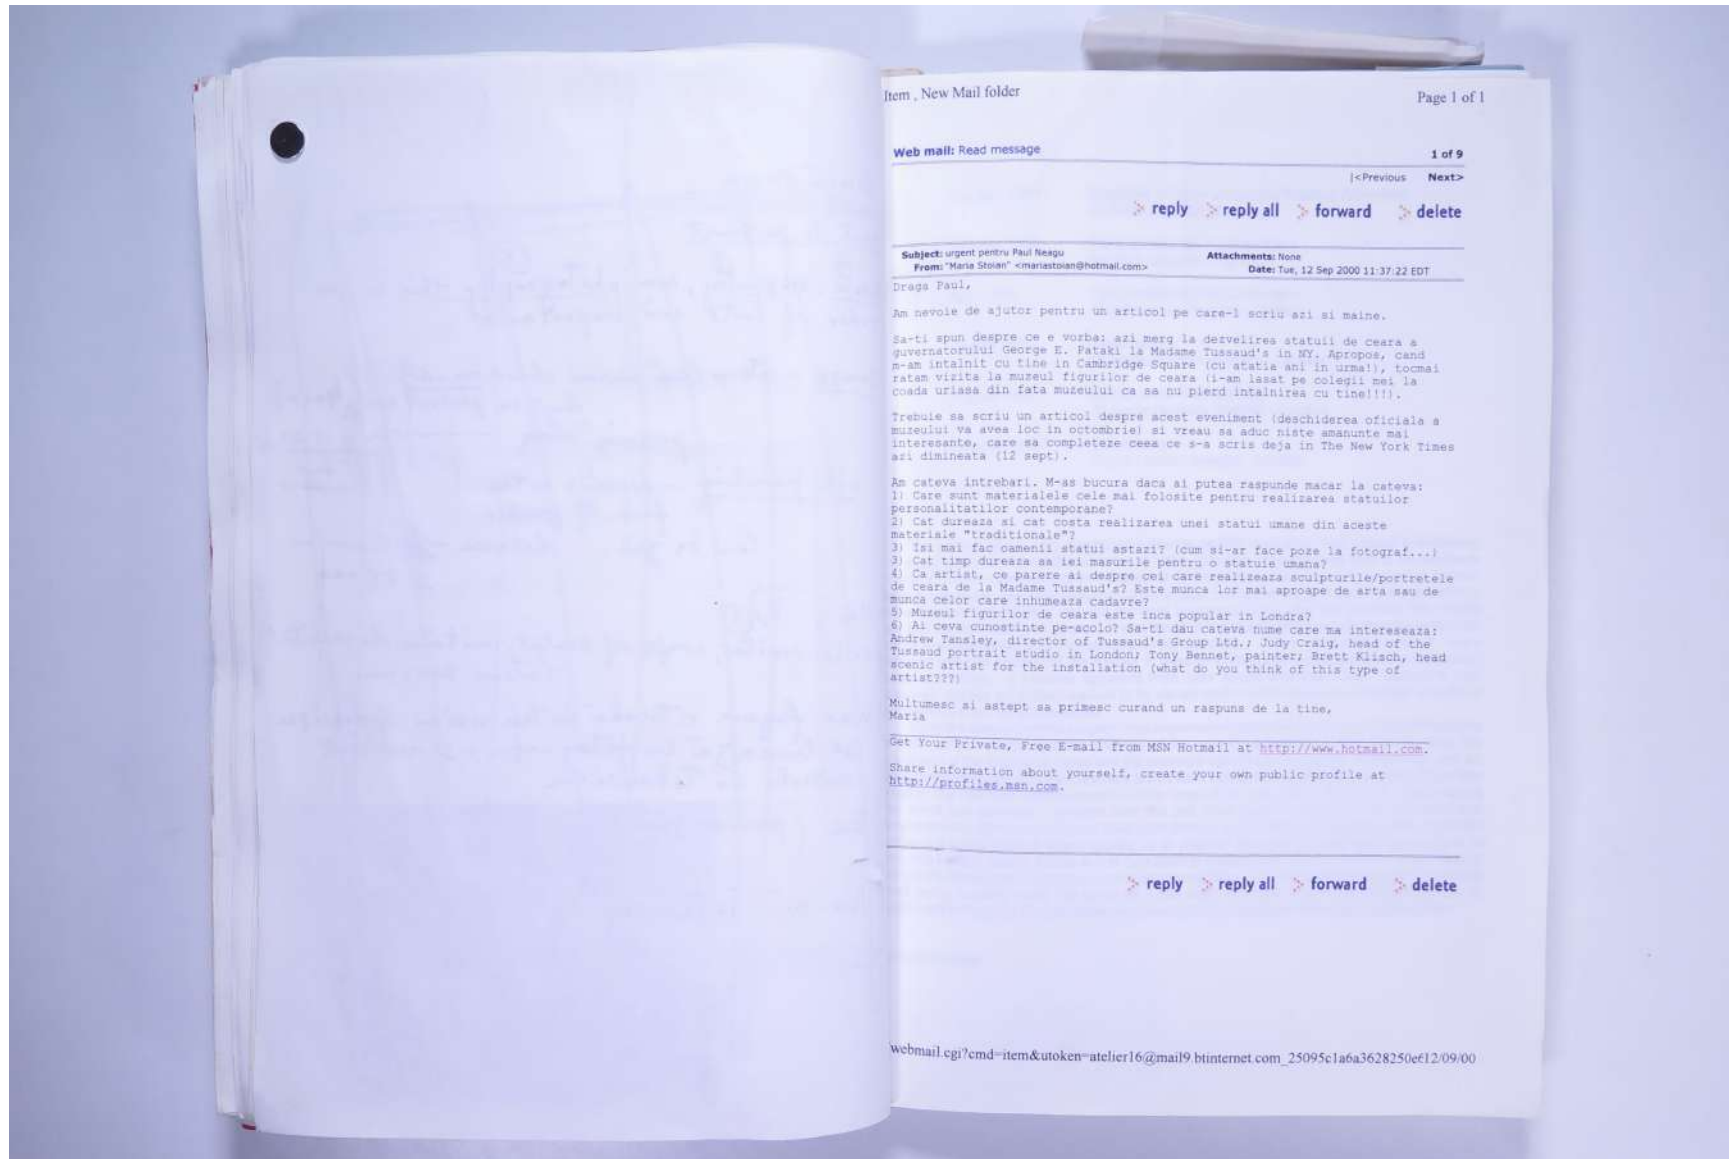 Item , New Mail folder
Page 1 of 1
Web mail: Read message
1 of 9
|<Previous Next>
reply reply all forward delete
Subject: urgent pentru Paul Neagu
Attachments: None
From: "Maria Stoian" <mariastoian@hotmail.com>
Date: Tue, 12 Sep 2000 11:37:22 EDT
Draga Paul,
Am nevoie de ajutor pentru un articol pe care-l scriu azi si maine.
Sa-ti spun despre ce e vorba: azi merg la dezvelirea statuii de ceara a
guvernatorului George E. Pataki la Madame Tussaud's in NY. Apropos, cand
m-am intalnit cu tine in Cambridge Square (cu atatia ani in urma!), tocmai
ratam vizita la muzeul figurilor de ceara (i-am lasat pe colegii mei la
coada uriasa din fata muzeului ca sa nu pierd intalnirea cu tine!!!).
Trebuie sa scriu un articol despre acest eveniment (deschiderea oficiala a
muzeului va avea loc in octombrie) si vreau sa aduc niste amanunte mai
interesante, care sa completeze ceea ce s-a scris deja in The New York Times
azi dimineata (12 sept).
Am cateva intrebari. M-as bucura daca ai putea raspunde macar la cateva:
1) Care sunt materialele cele mai folosite pentru realizarea statuilor
personalitatilor contemporane?
2) Cat dureaza si cat costa realizarea unei statui umane din aceste
materiale "traditionale"?
3) Isi mai fac oamenii statui astazi? (cum si-ar face poze la fotograf...)
3) Cat timp dureaza sa iei masurile pentru o statuie umana?
4) Ca artist, ce parere ai despre cei care realizeaza sculpturile/portretele
de ceara de la Madame Tussaud's? Este munca lor mai aproape de arta sau de
munca celor care inhumeaza cadavre?
5) Muzeul figurilor de ceara este inca popular in Londra?
6) Ai ceva cunostinte pe-acolo? Sa-ti dau cateva nume care ma intereseaza:
Andrew Tansley, director of Tussaud's Group Ltd.; Judy Craig, head of the
Tussaud portrait studio in London; Tony Bennet, painter; Brett Klisch, head
scenic artist for the installation (what do you think of this type of
artist???)
Multumesc si astept sa primesc curand un raspuns de la tine,
Maria
Get Your Private, Free E-mail from MSN Hotmail at http://www.hotmail.com.
Share information about yourself, create your own public profile at
http://profiles.msn.com.
reply reply all forward delete
webmail.cgi?cmd=item&utoken=atelier16@mail9.btinternet.com_25095c1a6a3628250e612/09/00